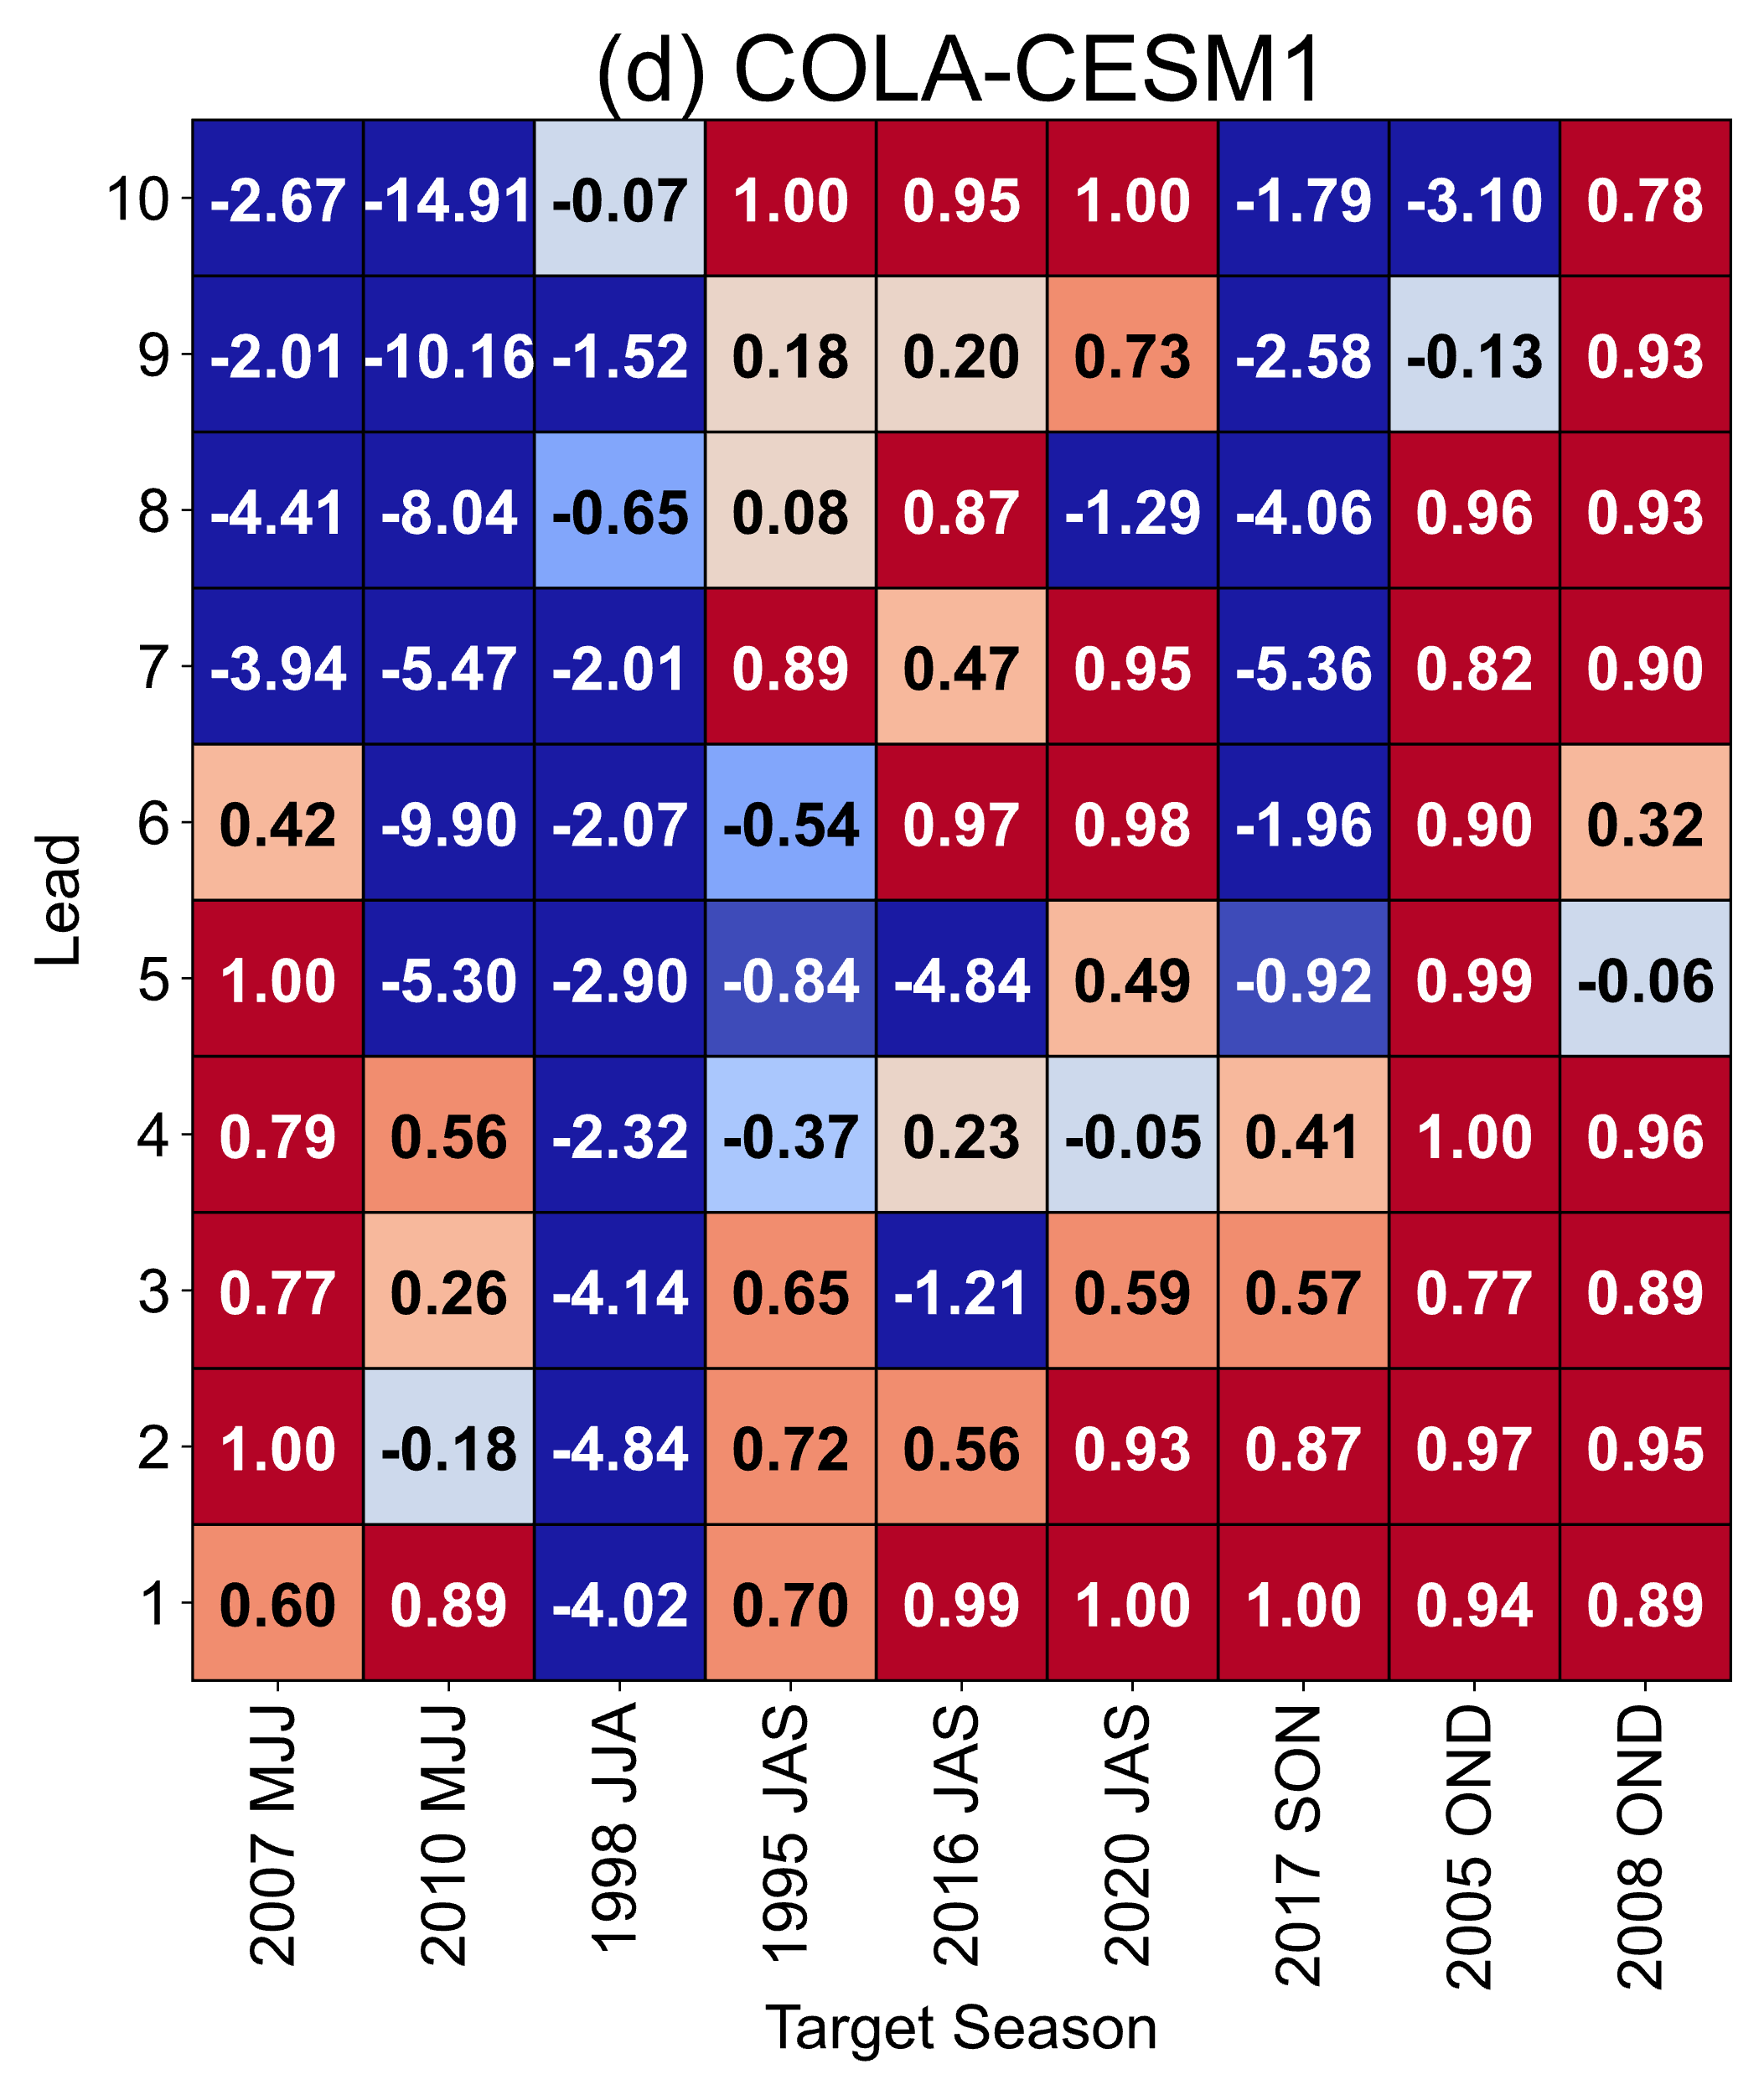 (d) COLA-CESM1
10 -2.67 -14.91 -0.07 1.00 0.95 1.00 -1.79 -3.10 0.78
9 -2.01 -10.16 -1.52 0.18 0.20 0.73 -2.58 -0.13 0.93
8 -4.41 -8.04 -0.65 0.08 0.87 -1.29 -4.06 0.96 0.93
7 -3.94 -5.47 -2.01 0.89 0.47 0.95 -5.36 0.82 0.90
6 0.42 -9.90 -2.07 -0.54 0.97 0.98 -1.96 0.90 0.32
5 1.00 -5.30 -2.90 -0.84 -4.84 0.49 -0.92 0.99 -0.06
4 0.79 0.56 -2.32 -0.37 0.23 -0.05 0.41 1.00 0.96
3 0.77 0.26 -4.14 0.65 -1.21 0.59 0.57 0.77 0.89
2 1.00 -0.18 -4.84 0.72 0.56 0.93 0.87 0.97 0.95
1 0.60 0.89 -4.02 0.70 0.99 1.00 1.00 0.94 0.89
Lead
2007 MJJ
2010 MJJ
1998 JJA
1995 JAS
2016 JAS
2020 JAS
2017 SON
2005 OND
2008 OND
Target Season